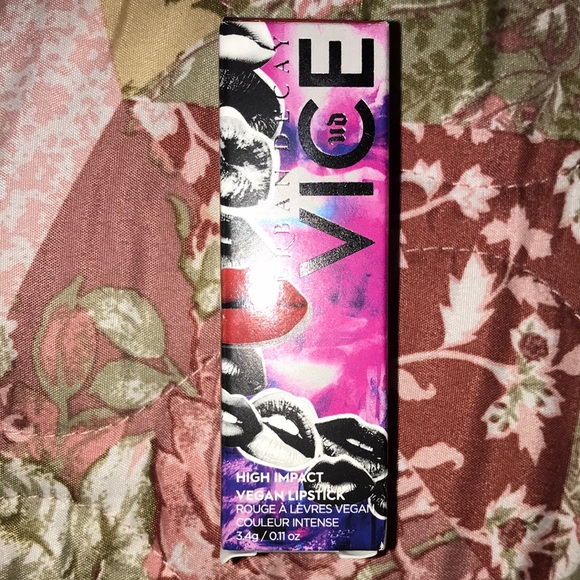 URBAN DECAY
VICE
UD
HIGH IMPACT
VEGAN LIPSTICK
ROUGE À LÈVRES VEGAN
COULEUR INTENSE
3.4g / 0.11 oz